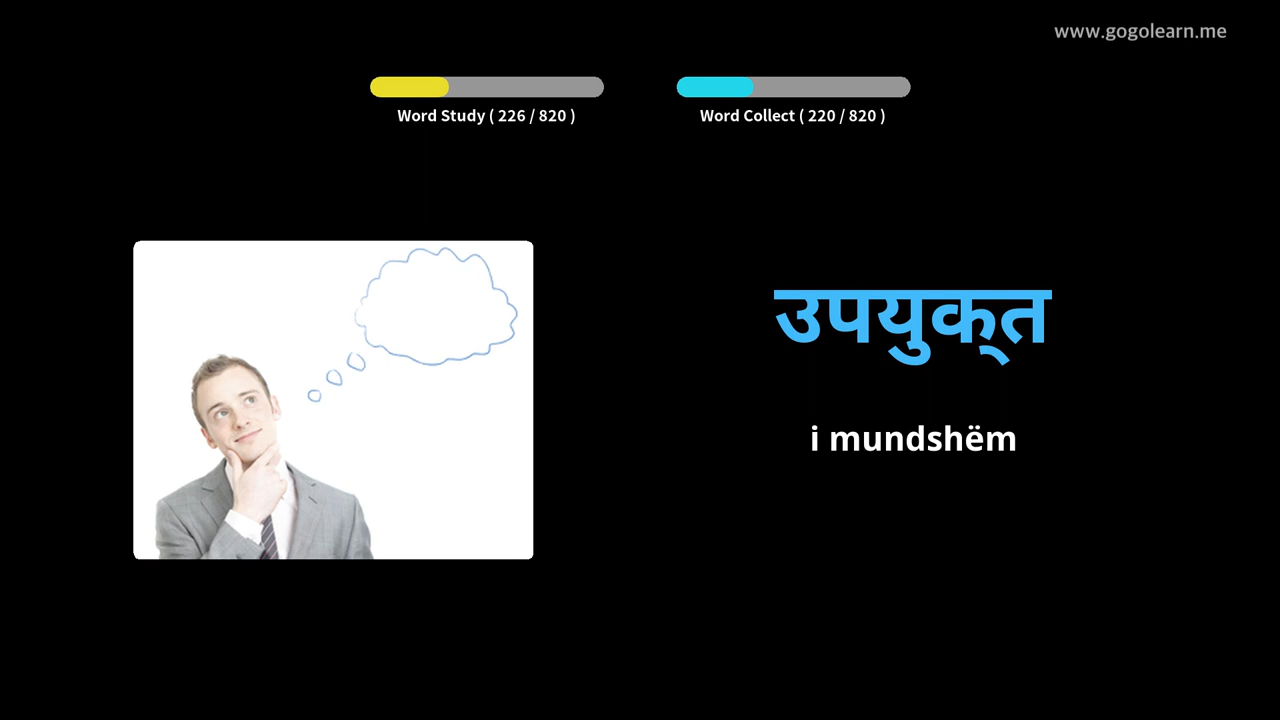 www.gogolearn.me
Word Study ( 226 / 820 )
Word Collect ( 220 / 820 )
उपयुक्त
i mundshëm